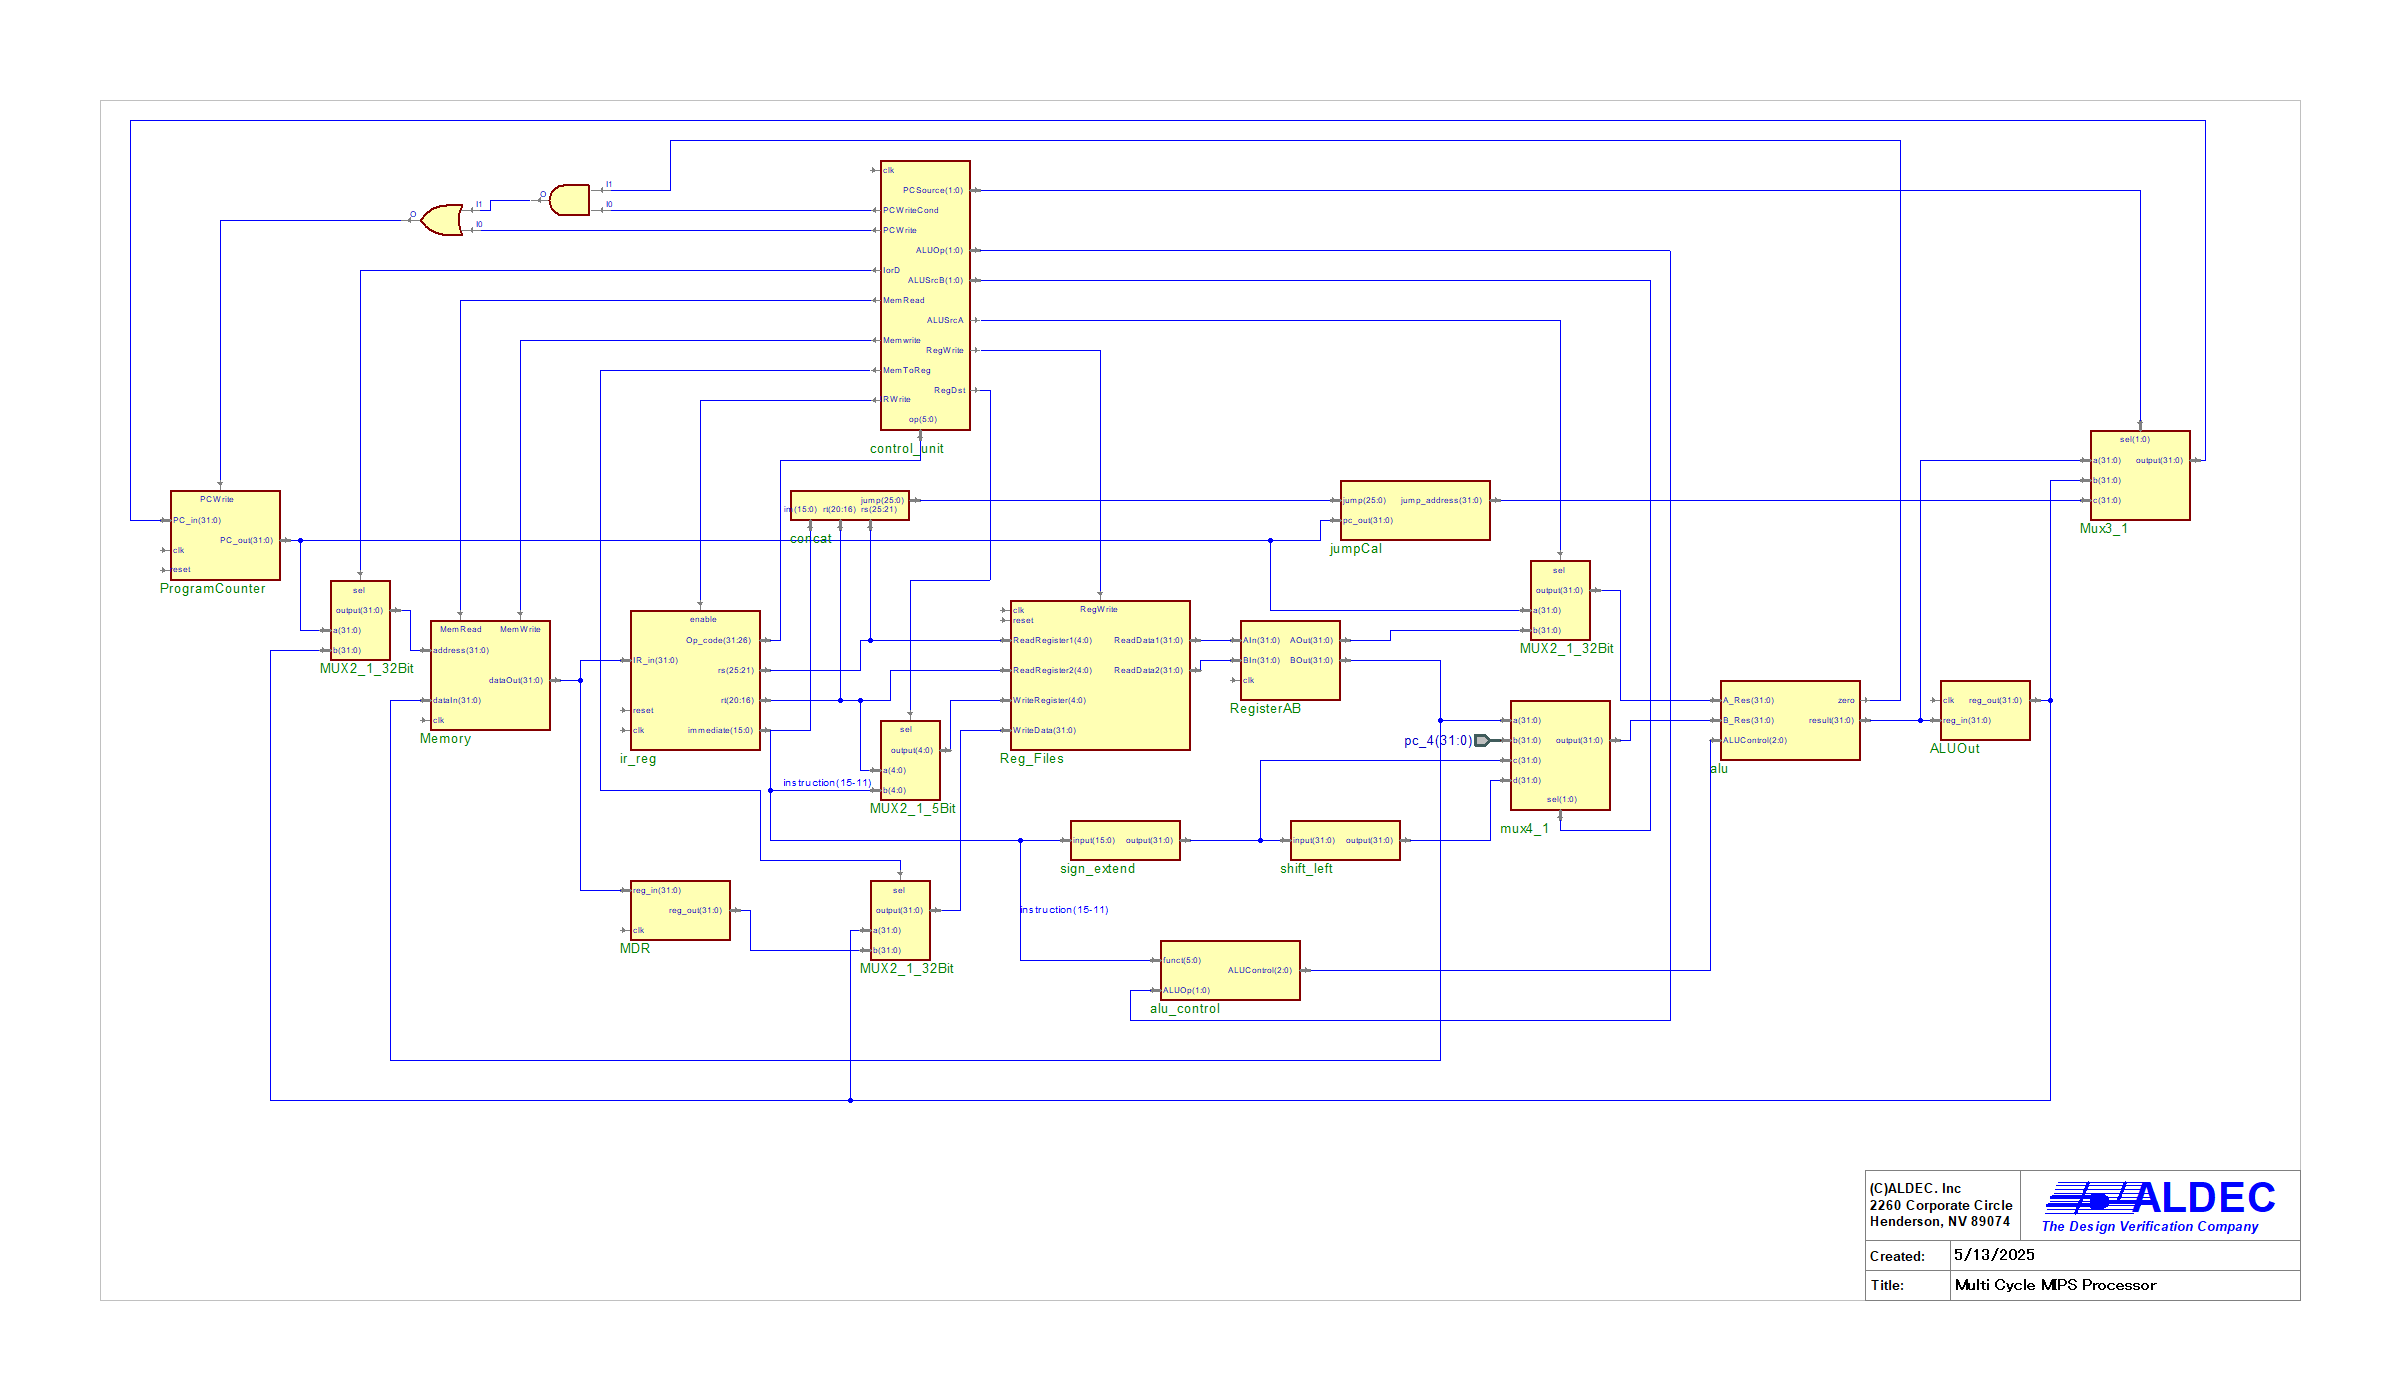 I1
O
I0
I1
O
I0
clk
PCSource(1:0)
PCWriteCond
PCWrite
ALUOp(1:0)
IorD
ALUSrcB(1:0)
MemRead
ALUSrcA
Memwrite
RegWrite
MemToReg
RegDst
RWrite
op(5:0)
control_unit
PCWrite
PC_in(31:0)
PC_out(31:0)
clk
reset
ProgramCounter
sel
output(31:0)
a(31:0)
b(31:0)
MUX2_1_32Bit
MemRead MemWrite
address(31:0)
dataOut(31:0)
dataIn(31:0)
clk
Memory
enable
Op_code(31:26)
IR_in(31:0)
rs(25:21)
rt(20:16)
reset
clk
immediate(15:0)
ir_reg
jump(25:0)
im(15:0) rt(20:16) rs(25:21)
concat
sel
output(4:0)
a(4:0)
b(4:0)
instruction(15-11)
MUX2_1_5Bit
clk
RegWrite
reset
ReadRegister1(4:0)
ReadData1(31:0)
ReadRegister2(4:0)
ReadData2(31:0)
WriteRegister(4:0)
WriteData(31:0)
Reg_Files
AIn(31:0) AOut(31:0)
BIn(31:0) BOut(31:0)
clk
RegisterAB
jump(25:0) jump_address(31:0)
pc_out(31:0)
jumpCal
sel
output(31:0)
a(31:0)
b(31:0)
MUX2_1_32Bit
a(31:0)
pc_4(31:0)
b(31:0) output(31:0)
c(31:0)
d(31:0)
sel(1:0)
mux4_1
A_Res(31:0) zero
B_Res(31:0) result(31:0)
ALUControl(2:0)
alu
clk reg_out(31:0)
reg_in(31:0)
ALUOut
sel(1:0)
a(31:0) output(31:0)
b(31:0)
c(31:0)
Mux3_1
input(15:0) output(31:0)
sign_extend
input(31:0) output(31:0)
shift_left
reg_in(31:0)
reg_out(31:0)
clk
MDR
sel
output(31:0)
a(31:0)
b(31:0)
MUX2_1_32Bit
instruction(15-11)
funct(5:0)
ALUControl(2:0)
ALUOp(1:0)
alu_control
(C)ALDEC. Inc
2260 Corporate Circle
Henderson, NV 89074
ALDEC
The Design Verification Company
Created: 5/13/2025
Title: Multi Cycle MIPS Processor